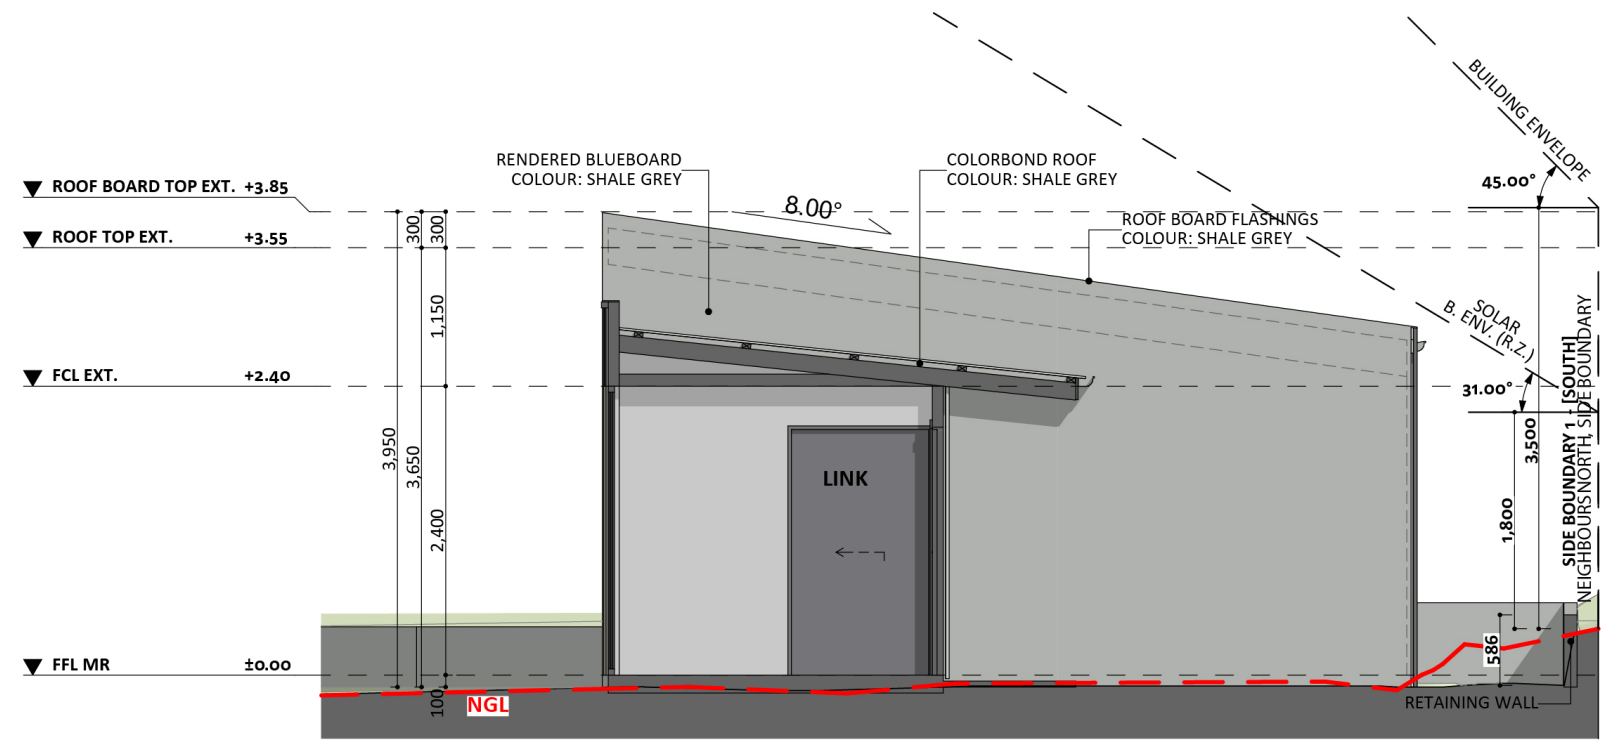 BUILDING ENVELOPE
45.00°
RENDERED BLUEBOARD
COLOUR: SHALE GREY
COLORBOND ROOF
COLOUR: SHALE GREY
ROOF BOARD TOP EXT. +3.85
8.00°
ROOF BOARD FLASHINGS
COLOUR: SHALE GREY
ROOF TOP EXT. +3.55
300
300
1,150
SOLAR
B. ENV. (R.Z.)
FCL EXT. +2.40
31.00°
3,950
3,650
2,400
LINK
3,500
1,800
SIDE BOUNDARY 1 - [SOUTH]
NEIGHBOURS NORTH, SIDE BOUNDARY
FFL MR ±0.00
586
100
NGL
RETAINING WALL